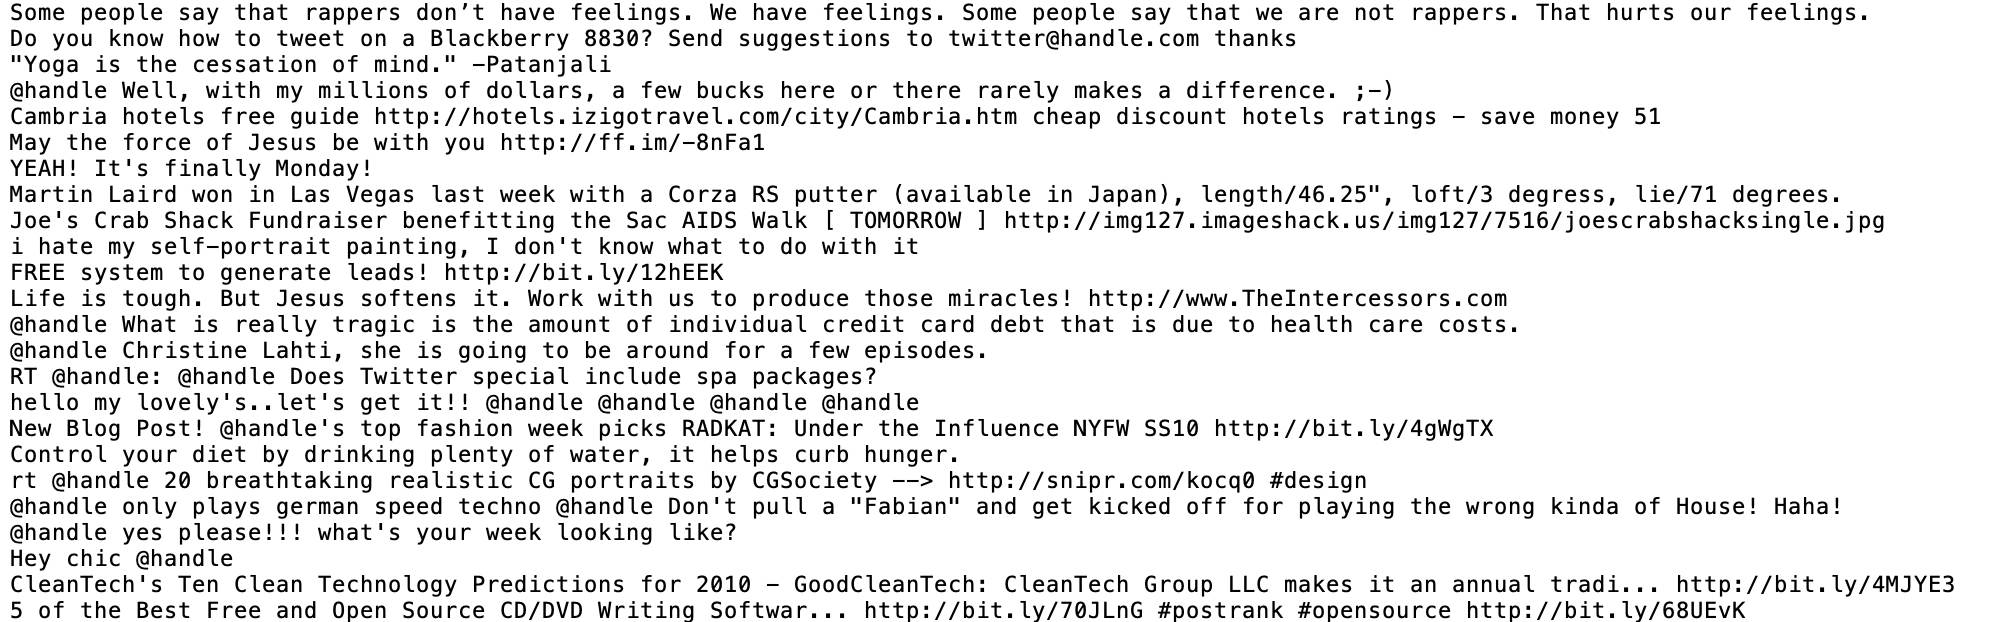 Some people say that rappers don’t have feelings. We have feelings. Some people say that we are not rappers. That hurts our feelings.
Do you know how to tweet on a Blackberry 8830? Send suggestions to twitter@handle.com thanks
"Yoga is the cessation of mind." -Patanjali
@handle Well, with my millions of dollars, a few bucks here or there rarely makes a difference. ;-)
Cambria hotels free guide http://hotels.izigotravel.com/city/Cambria.htm cheap discount hotels ratings - save money 51
May the force of Jesus be with you http://ff.im/-8nFa1
YEAH! It's finally Monday!
Martin Laird won in Las Vegas last week with a Corza RS putter (available in Japan), length/46.25", loft/3 degress, lie/71 degrees.
Joe's Crab Shack Fundraiser benefitting the Sac AIDS Walk [ TOMORROW ] http://img127.imageshack.us/img127/7516/joescrabshacksingle.jpg
i hate my self-portrait painting, I don't know what to do with it
FREE system to generate leads! http://bit.ly/12hEEK
Life is tough. But Jesus softens it. Work with us to produce those miracles! http://www.TheIntercessors.com
@handle What is really tragic is the amount of individual credit card debt that is due to health care costs.
@handle Christine Lahti, she is going to be around for a few episodes.
RT @handle: @handle Does Twitter special include spa packages?
hello my lovely's..let's get it!! @handle @handle @handle @handle
New Blog Post! @handle's top fashion week picks RADKAT: Under the Influence NYFW SS10 http://bit.ly/4gWgTX
Control your diet by drinking plenty of water, it helps curb hunger.
rt @handle 20 breathtaking realistic CG portraits by CGSociety --> http://snipr.com/kocq0 #design
@handle only plays german speed techno @handle Don't pull a "Fabian" and get kicked off for playing the wrong kinda of House! Haha!
@handle yes please!!! what's your week looking like?
Hey chic @handle
CleanTech's Ten Clean Technology Predictions for 2010 - GoodCleanTech: CleanTech Group LLC makes it an annual tradi... http://bit.ly/4MJYE3
5 of the Best Free and Open Source CD/DVD Writing Softwar... http://bit.ly/70JLnG #postrank #opensource http://bit.ly/68UEvK